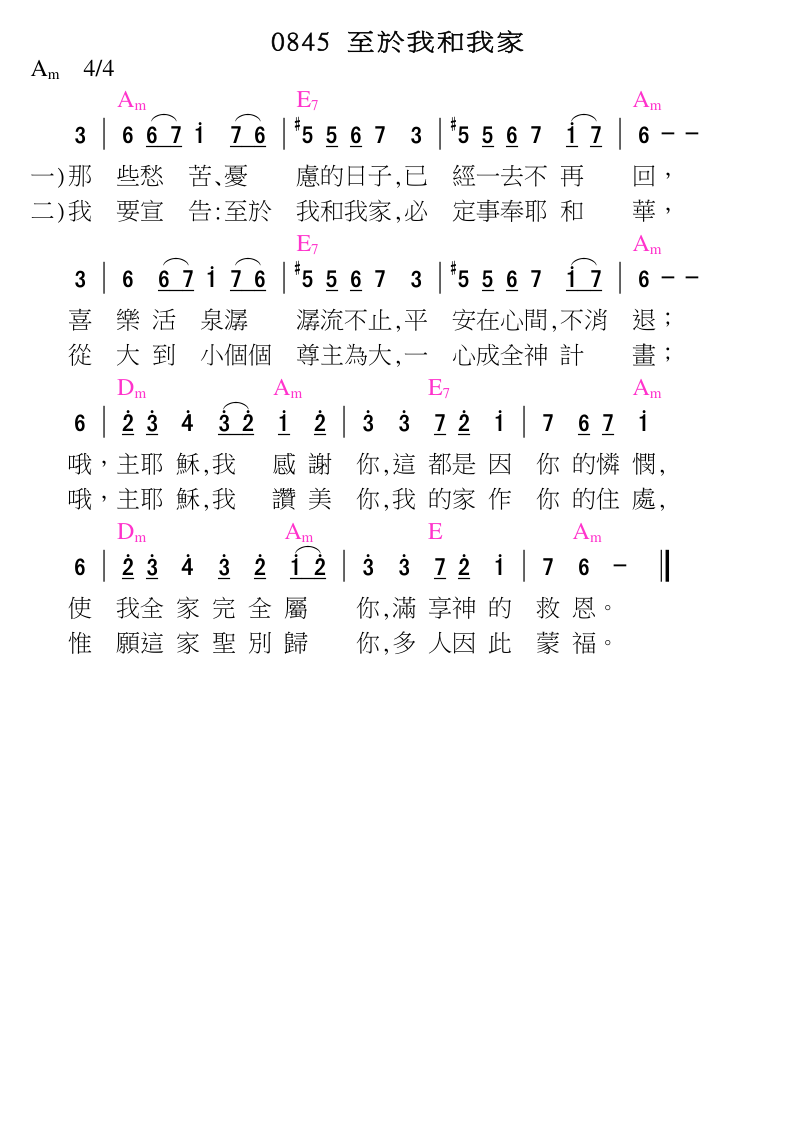 0845 至於我和我家
Am 4/4
Am E7 Am
3 | 6 6 7 i 7 6 | #5 5 6 7 3 | #5 5 6 7 i 7 | 6 - -
一)那 些愁 苦、憂 慮的日子,已 經一去不 再 回，
二)我 要宣 告:至於 我和我家,必 定事奉耶 和 華，
E7 Am
3 | 6 6 7 i 7 6 | #5 5 6 7 3 | #5 5 6 7 i 7 | 6 - -
喜 樂 活 泉潺 潺流不止,平 安在心間,不消 退；
從 大 到 小個個 尊主為大,一 心成全神 計 畫；
Dm Am E7 Am
6 | 2̇ 3̇ 4̇ 3̇ 2̇ i 2̇ | 3̇ 3̇ 7 2̇ i | 7 6 7 i
哦，主耶 穌,我 感 謝 你,這 都是 因 你 的憐 憫,
哦，主耶 穌,我 讚 美 你,我 的家 作 你 的住 處,
Dm Am E Am
6 | 2̇ 3̇ 4̇ 3̇ 2̇ i 2̇ | 3̇ 3̇ 7 2̇ i | 7 6 - ‖
使 我全 家 完 全 屬 你,滿 享神 的 救 恩。
惟 願這 家 聖 別 歸 你,多 人因 此 蒙 福。